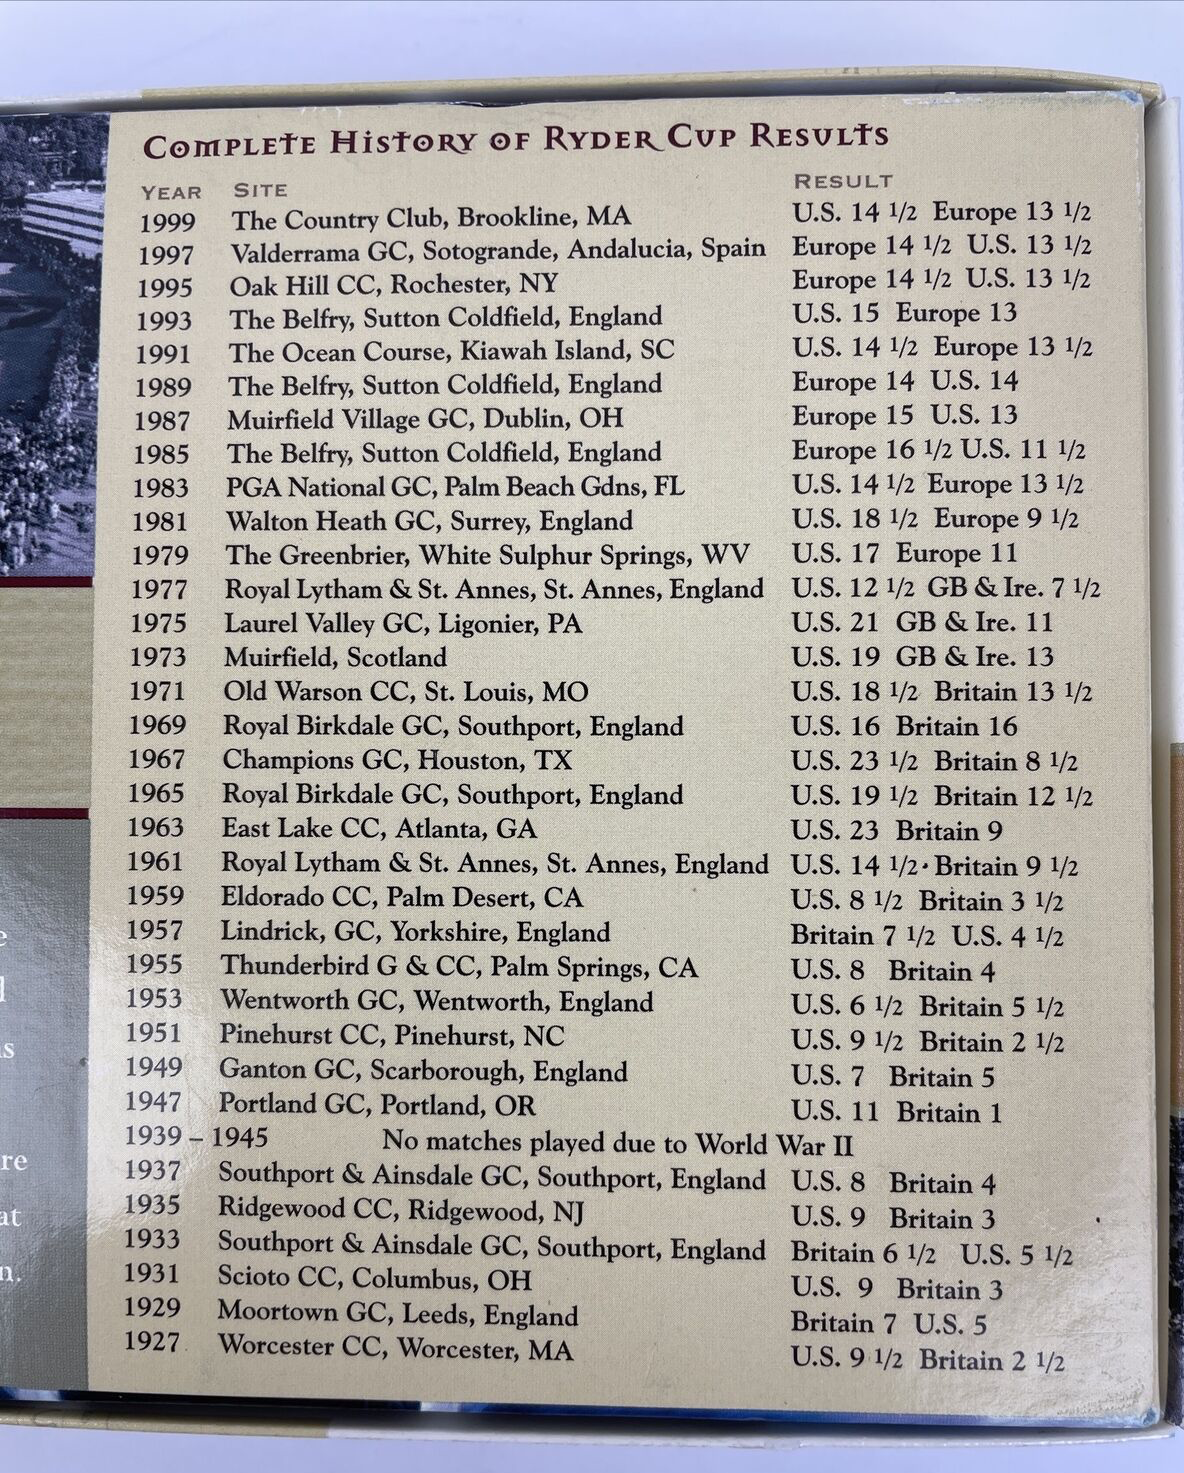 Complete History of Ryder Cup Results
Year Site Result
1999 The Country Club, Brookline, MA U.S. 14 1/2 Europe 13 1/2
1997 Valderrama GC, Sotogrande, Andalucia, Spain Europe 14 1/2 U.S. 13 1/2
1995 Oak Hill CC, Rochester, NY Europe 14 1/2 U.S. 13 1/2
1993 The Belfry, Sutton Coldfield, England U.S. 15 Europe 13
1991 The Ocean Course, Kiawah Island, SC U.S. 14 1/2 Europe 13 1/2
1989 The Belfry, Sutton Coldfield, England Europe 14 U.S. 14
1987 Muirfield Village GC, Dublin, OH Europe 15 U.S. 13
1985 The Belfry, Sutton Coldfield, England Europe 16 1/2 U.S. 11 1/2
1983 PGA National GC, Palm Beach Gdns, FL U.S. 14 1/2 Europe 13 1/2
1981 Walton Heath GC, Surrey, England U.S. 18 1/2 Europe 9 1/2
1979 The Greenbrier, White Sulphur Springs, WV U.S. 17 Europe 11
1977 Royal Lytham & St. Annes, St. Annes, England U.S. 12 1/2 GB & Ire. 7 1/2
1975 Laurel Valley GC, Ligonier, PA U.S. 21 GB & Ire. 11
1973 Muirfield, Scotland U.S. 19 GB & Ire. 13
1971 Old Warson CC, St. Louis, MO U.S. 18 1/2 Britain 13 1/2
1969 Royal Birkdale GC, Southport, England U.S. 16 Britain 16
1967 Champions GC, Houston, TX U.S. 23 1/2 Britain 8 1/2
1965 Royal Birkdale GC, Southport, England U.S. 19 1/2 Britain 12 1/2
1963 East Lake CC, Atlanta, GA U.S. 23 Britain 9
1961 Royal Lytham & St. Annes, St. Annes, England U.S. 14 1/2 Britain 9 1/2
1959 Eldorado CC, Palm Desert, CA U.S. 8 1/2 Britain 3 1/2
1957 Lindrick, GC, Yorkshire, England Britain 7 1/2 U.S. 4 1/2
1955 Thunderbird G & CC, Palm Springs, CA U.S. 8 Britain 4
1953 Wentworth GC, Wentworth, England U.S. 6 1/2 Britain 5 1/2
1951 Pinehurst CC, Pinehurst, NC U.S. 9 1/2 Britain 2 1/2
1949 Ganton GC, Scarborough, England U.S. 7 Britain 5
1947 Portland GC, Portland, OR U.S. 11 Britain 1
1939 – 1945 No matches played due to World War II
1937 Southport & Ainsdale GC, Southport, England U.S. 8 Britain 4
1935 Ridgewood CC, Ridgewood, NJ U.S. 9 Britain 3
1933 Southport & Ainsdale GC, Southport, England Britain 6 1/2 U.S. 5 1/2
1931 Scioto CC, Columbus, OH U.S. 9 Britain 3
1929 Moortown GC, Leeds, England Britain 7 U.S. 5
1927 Worcester CC, Worcester, MA U.S. 9 1/2 Britain 2 1/2